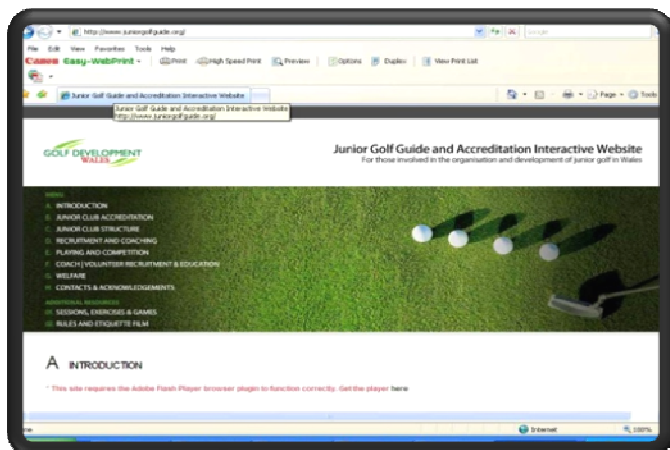 http://www.juniorgolfguide.org/
Google
File Edit View Favorites Tools Help
Canon Easy-WebPrint Print High Speed Print Preview Options Duplex View Print List
Junior Golf Guide and Accreditation Interactive Website
Page Tools
Junior Golf Guide and Accreditation Interactive Website
http://www.juniorgolfguide.org/
GOLF DEVELOPMENT
WALES
Junior Golf Guide and Accreditation Interactive Website
For those involved in the organisation and development of junior golf in Wales
MENU
A. INTRODUCTION
B. JUNIOR CLUB ACCREDITATION
C. JUNIOR CLUB STRUCTURE
D. RECRUITMENT AND COACHING
E. PLAYING AND COMPETITION
F. COACH | VOLUNTEER RECRUITMENT & EDUCATION
G. WELFARE
H. CONTACTS & ACKNOWLEDGEMENTS
ADDITIONAL RESOURCES
SESSIONS, EXERCISES & GAMES
RULES AND ETIQUETTE FILM
A INTRODUCTION
* This site requires the Adobe Flash Player browser plugin to function correctly. Get the player here
Internet 100%